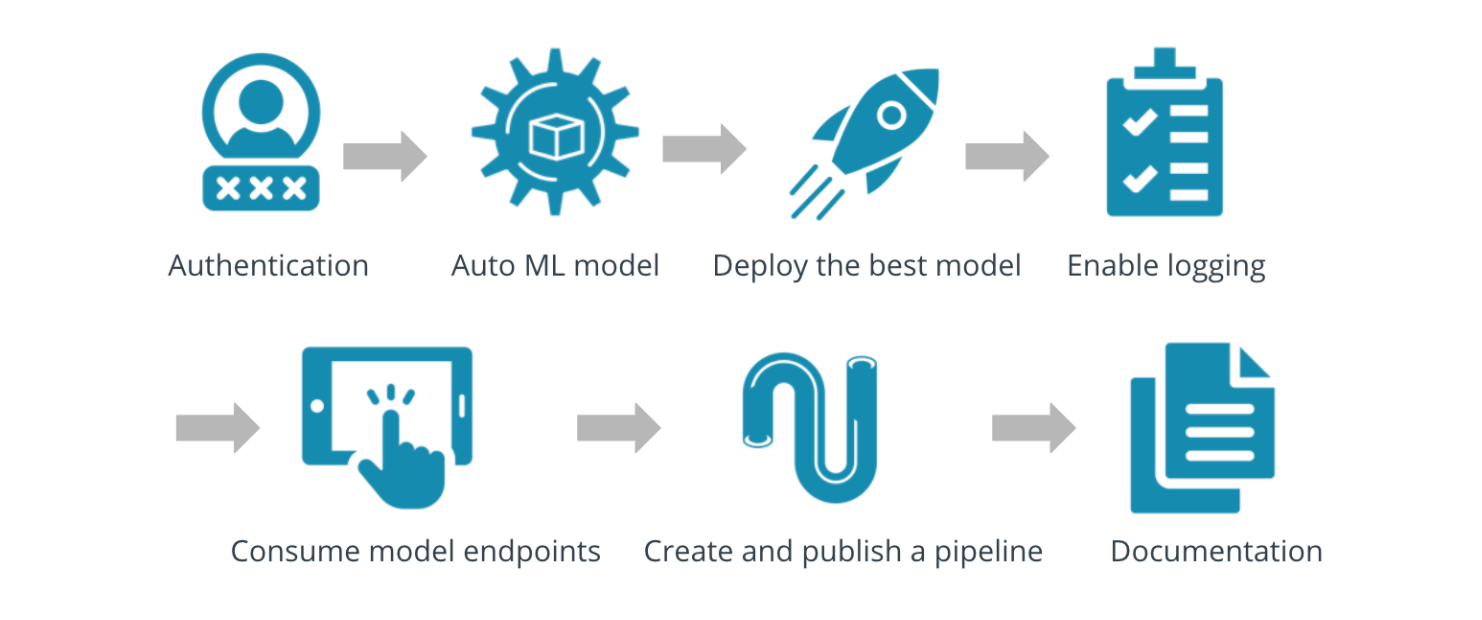 Authentication
Auto ML model
Deploy the best model
Enable logging
Consume model endpoints
Create and publish a pipeline
Documentation